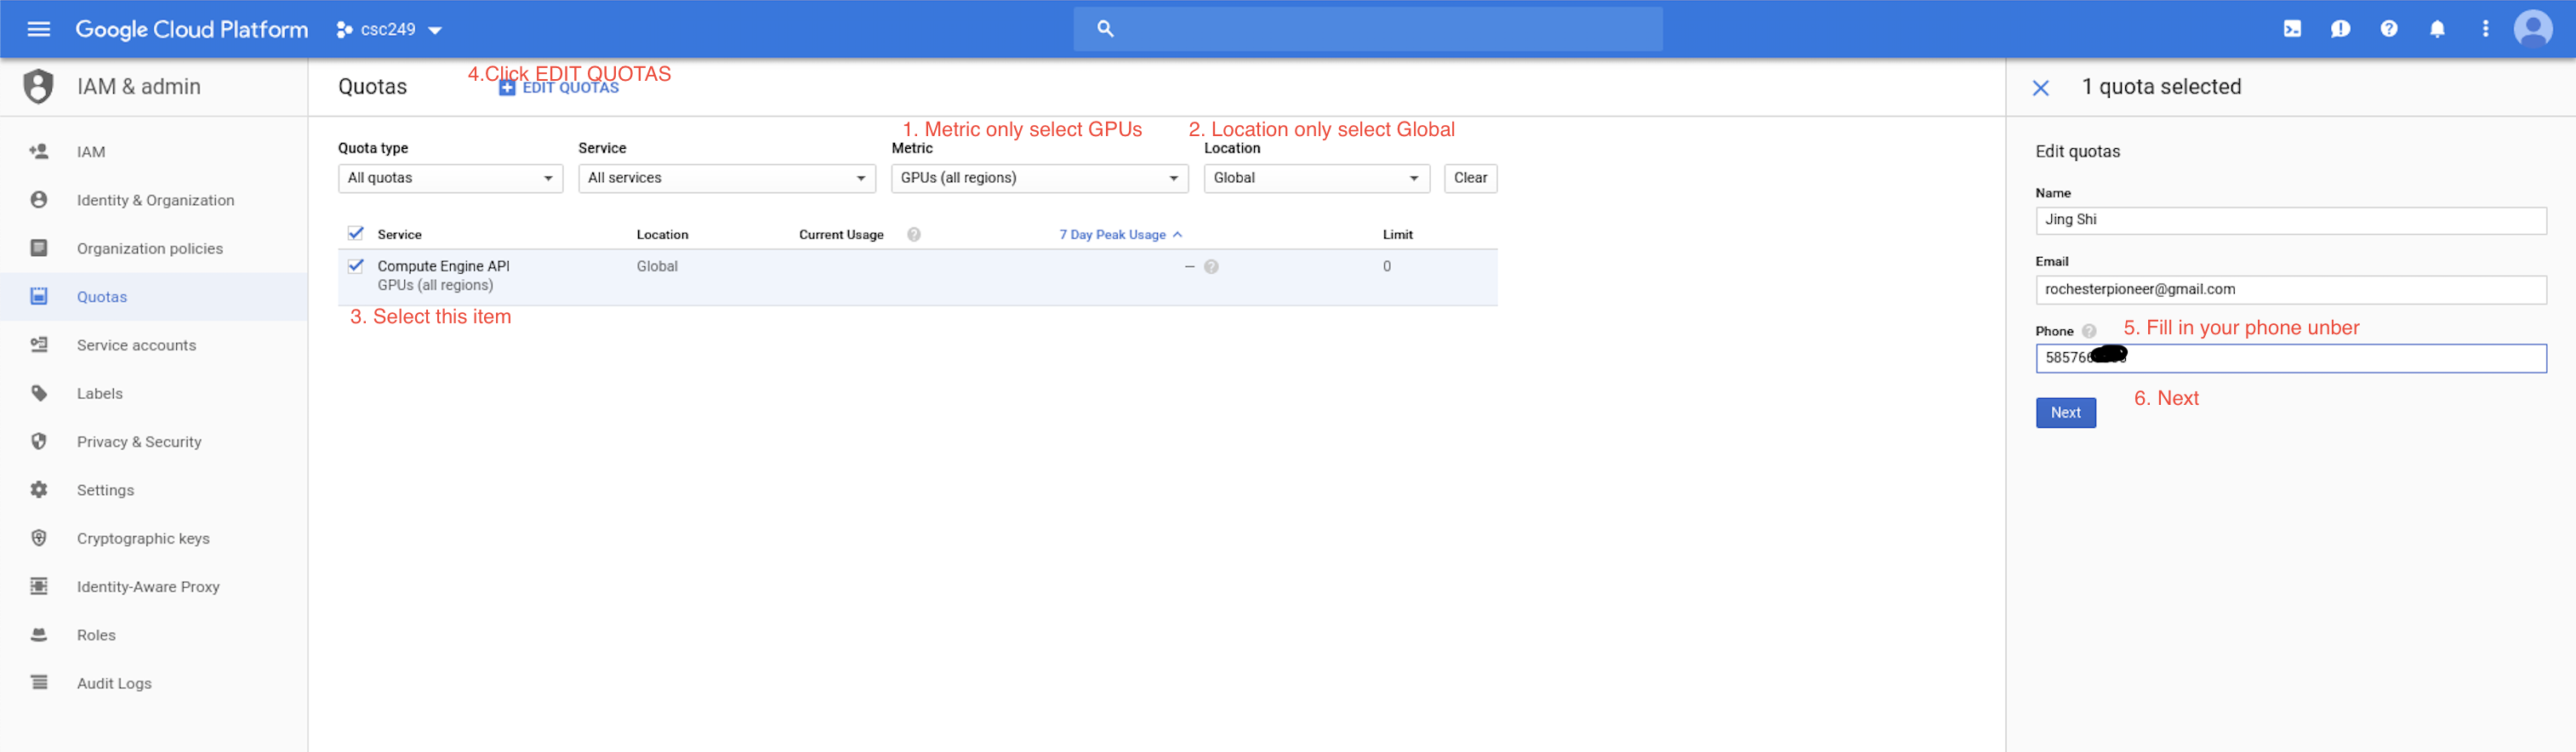 Google Cloud Platform
csc249
IAM & admin
Quotas
4.Click EDIT QUOTAS
EDIT QUOTAS
1 quota selected
IAM
Identity & Organization
Organization policies
Quotas
Service accounts
Labels
Privacy & Security
Settings
Cryptographic keys
Identity-Aware Proxy
Roles
Audit Logs
1. Metric only select GPUs
2. Location only select Global
Quota type
Service
Metric
Location
All quotas
All services
GPUs (all regions)
Global
Clear
Service Location Current Usage 7 Day Peak Usage Limit
Compute Engine API Global – 0
GPUs (all regions)
3. Select this item
Edit quotas
Name
Jing Shi
Email
rochesterpioneer@gmail.com
Phone
5. Fill in your phone unber
6. Next
Next